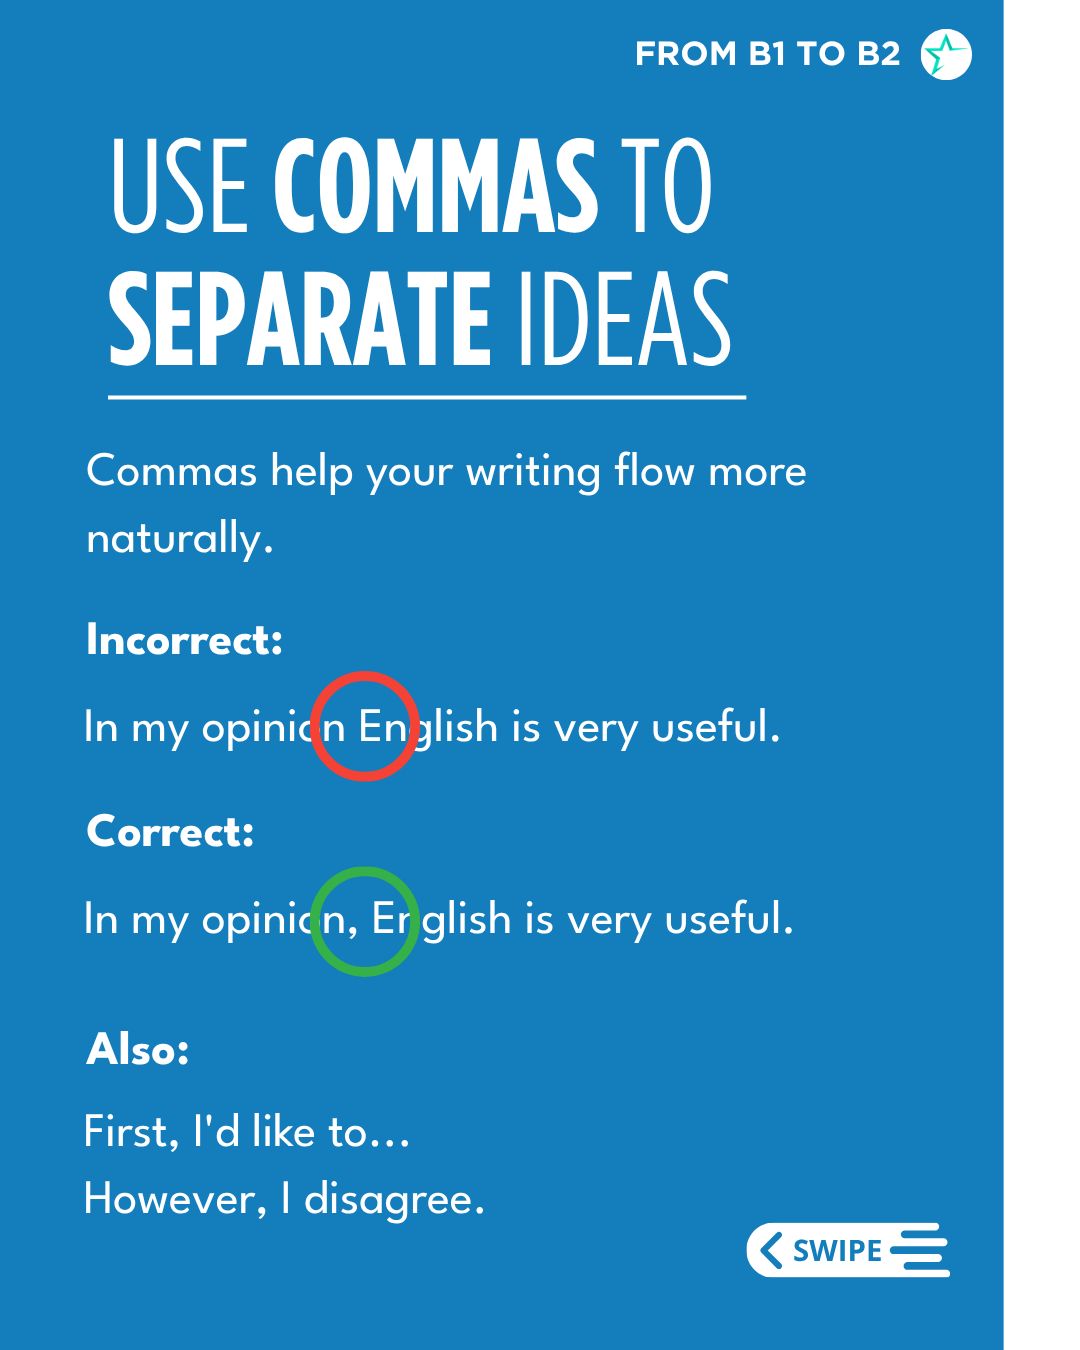 FROM B1 TO B2
USE COMMAS TO
SEPARATE IDEAS
Commas help your writing flow more
naturally.
Incorrect:
In my opinion English is very useful.
Correct:
In my opinion, English is very useful.
Also:
First, I'd like to...
However, I disagree.
SWIPE